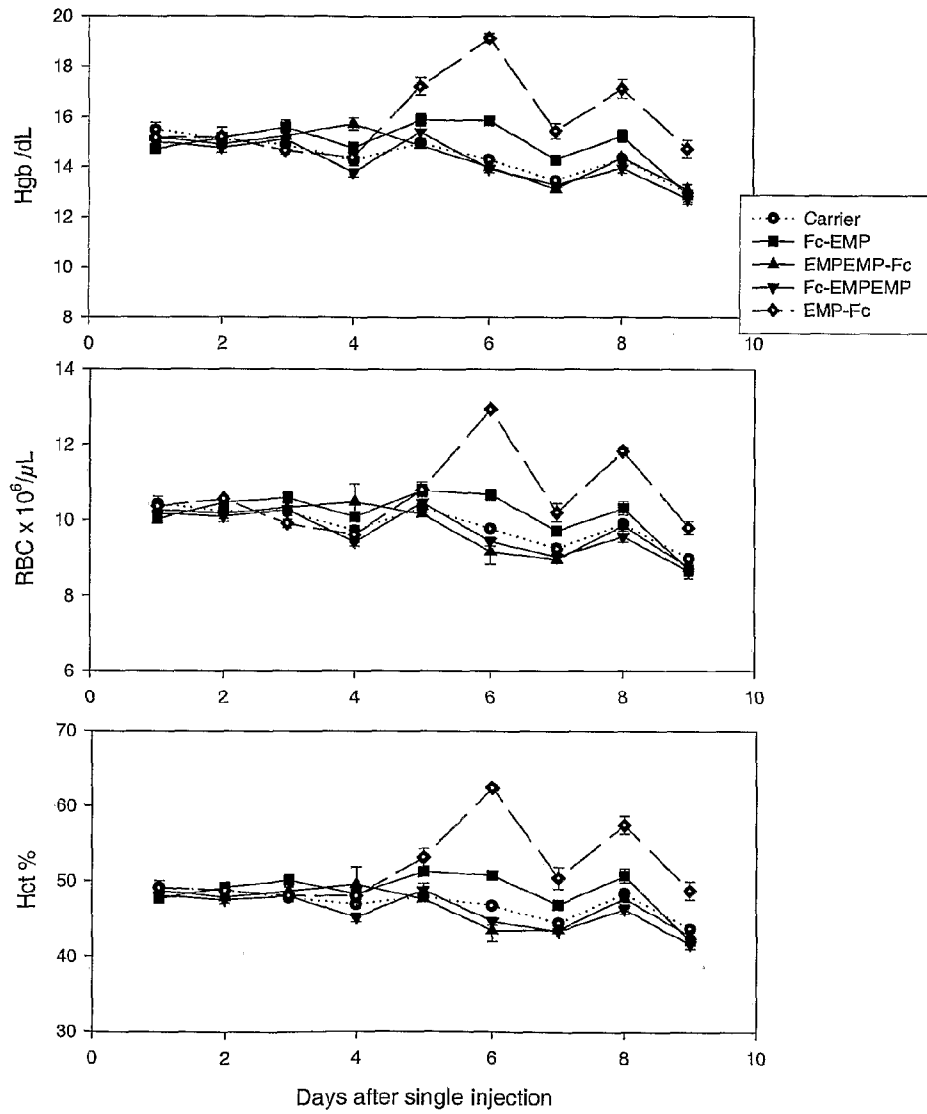 20
18
16
14
12
10
8
Hgb /dL
0 2 4 6 8 10
Carrier
Fc-EMP
EMPEMP-Fc
Fc-EMPEMP
EMP-Fc
14
12
10
8
6
RBC x 10⁶/µL
0 2 4 6 8 10
70
60
50
40
30
Hct %
0 2 4 6 8 10
Days after single injection